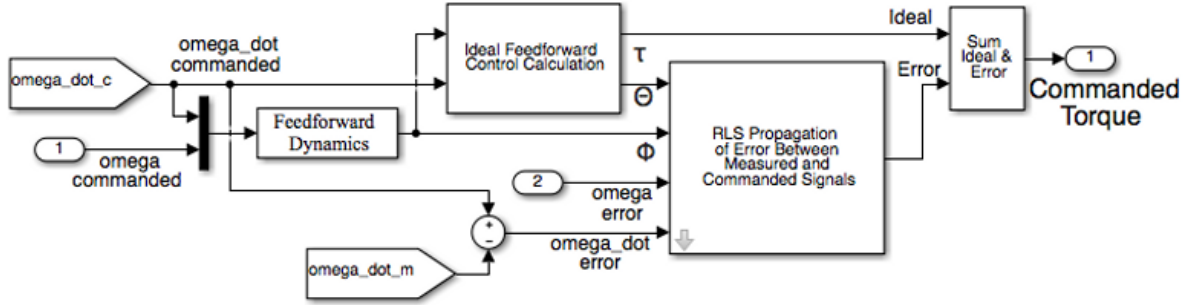 omega_dot_c
omega_dot
commanded
1
omega
commanded
Feedforward
Dynamics
Ideal Feedforward
Control Calculation
τ
Θ
Φ
2
omega
error
omega_dot
error
+
−
omega_dot_m
RLS Propagation
of Error Between
Measured and
Commanded Signals
Ideal
Error
Sum
Ideal &
Error
1
Commanded
Torque